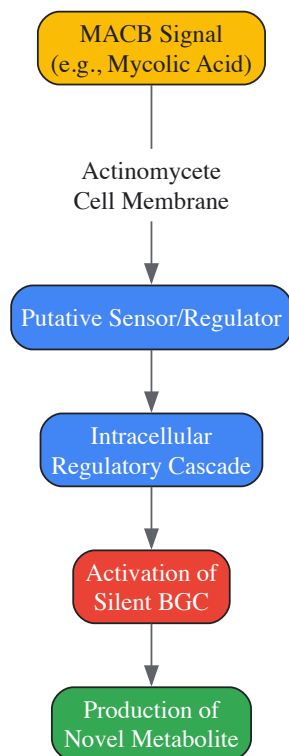 MACB Signal
(e.g., Mycolic Acid)
Actinomycete
Cell Membrane
Putative Sensor/Regulator
Intracellular
Regulatory Cascade
Activation of
Silent BGC
Production of
Novel Metabolite